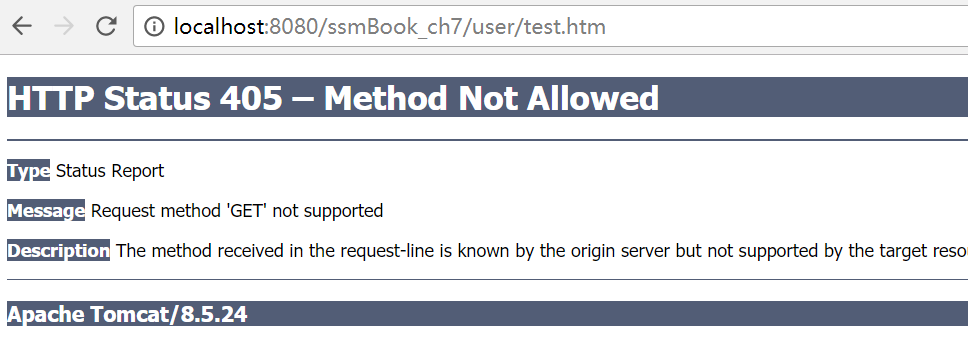 localhost:8080/ssmBook_ch7/user/test.htm
HTTP Status 405 – Method Not Allowed
Type Status Report
Message Request method 'GET' not supported
Description The method received in the request-line is known by the origin server but not supported by the target
Apache Tomcat/8.5.24